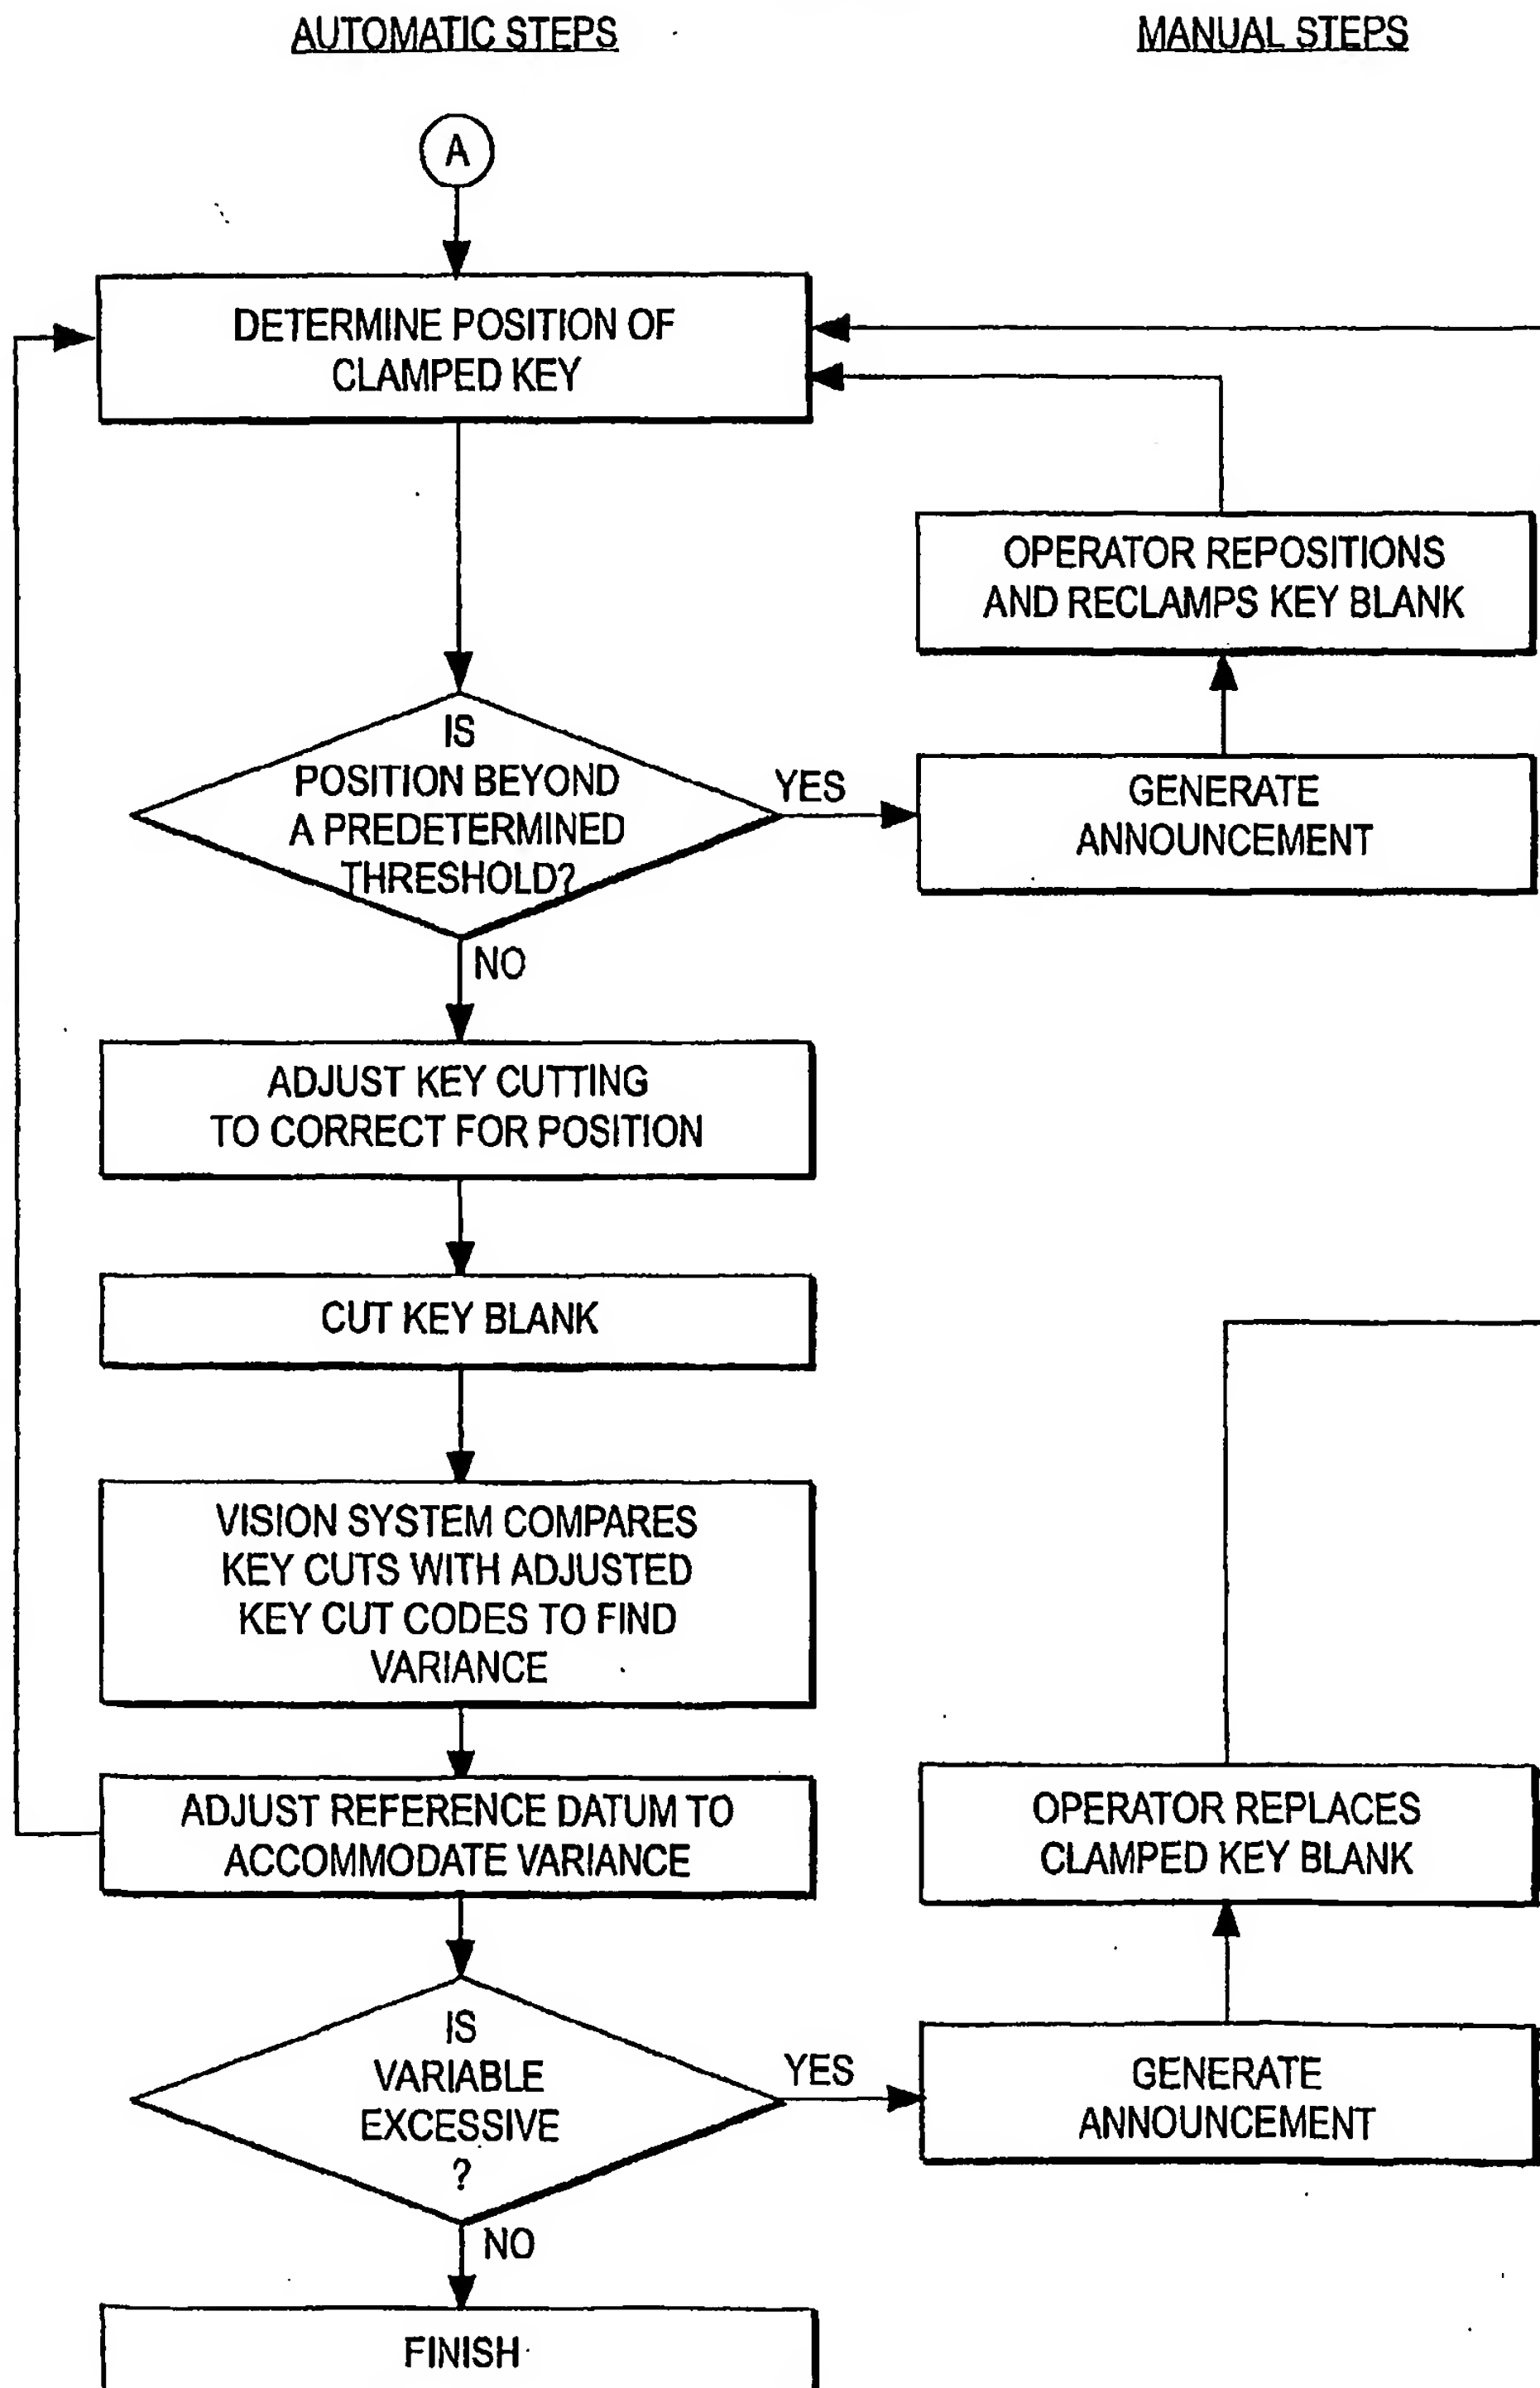 AUTOMATIC STEPS
MANUAL STEPS
A
DETERMINE POSITION OF
CLAMPED KEY
OPERATOR REPOSITIONS
AND RECLAMPS KEY BLANK
IS
POSITION BEYOND
A PREDETERMINED
THRESHOLD?
YES
GENERATE
ANNOUNCEMENT
NO
ADJUST KEY CUTTING
TO CORRECT FOR POSITION
CUT KEY BLANK
VISION SYSTEM COMPARES
KEY CUTS WITH ADJUSTED
KEY CUT CODES TO FIND
VARIANCE
ADJUST REFERENCE DATUM TO
ACCOMMODATE VARIANCE
OPERATOR REPLACES
CLAMPED KEY BLANK
IS
VARIABLE
EXCESSIVE
?
YES
GENERATE
ANNOUNCEMENT
NO
FINISH